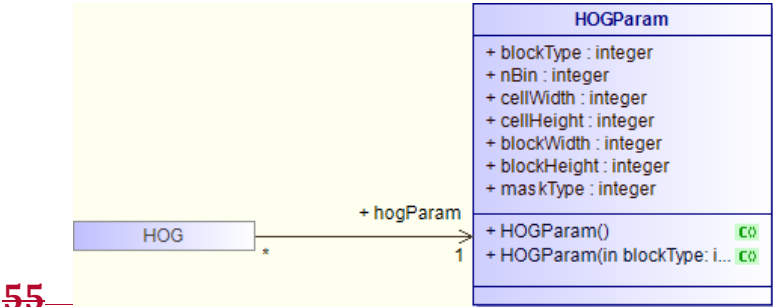 HOGParam
+ blockType : integer
+ nBin : integer
+ cellWidth : integer
+ cellHeight : integer
+ blockWidth : integer
+ blockHeight : integer
+ maskType : integer
+ hogParam
HOG
*
1
+ HOGParam()
+ HOGParam(in blockType: i...
55